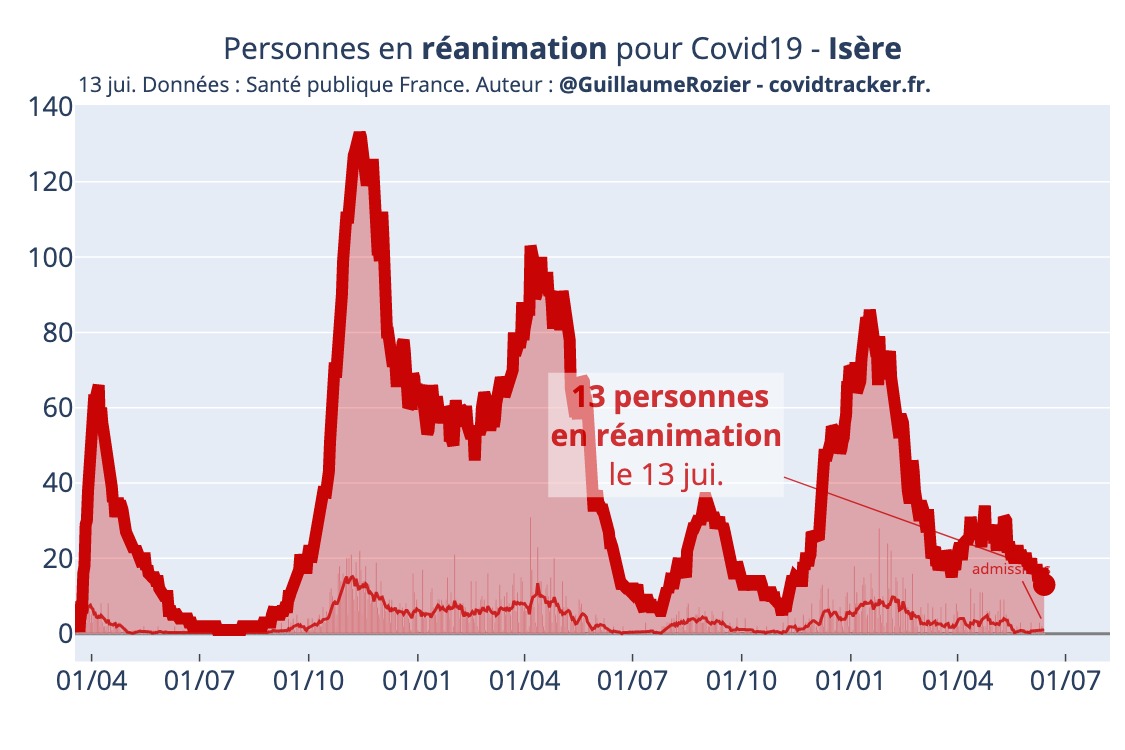 Personnes en réanimation pour Covid19 - Isère
13 jui. Données : Santé publique France. Auteur : @GuillaumeRozier - covidtracker.fr.
140
120
100
80
60
40
20
0
13 personnes
en réanimation
le 13 jui.
01/04 01/07 01/10 01/01 01/04 01/07 01/10 01/01 01/04 01/07